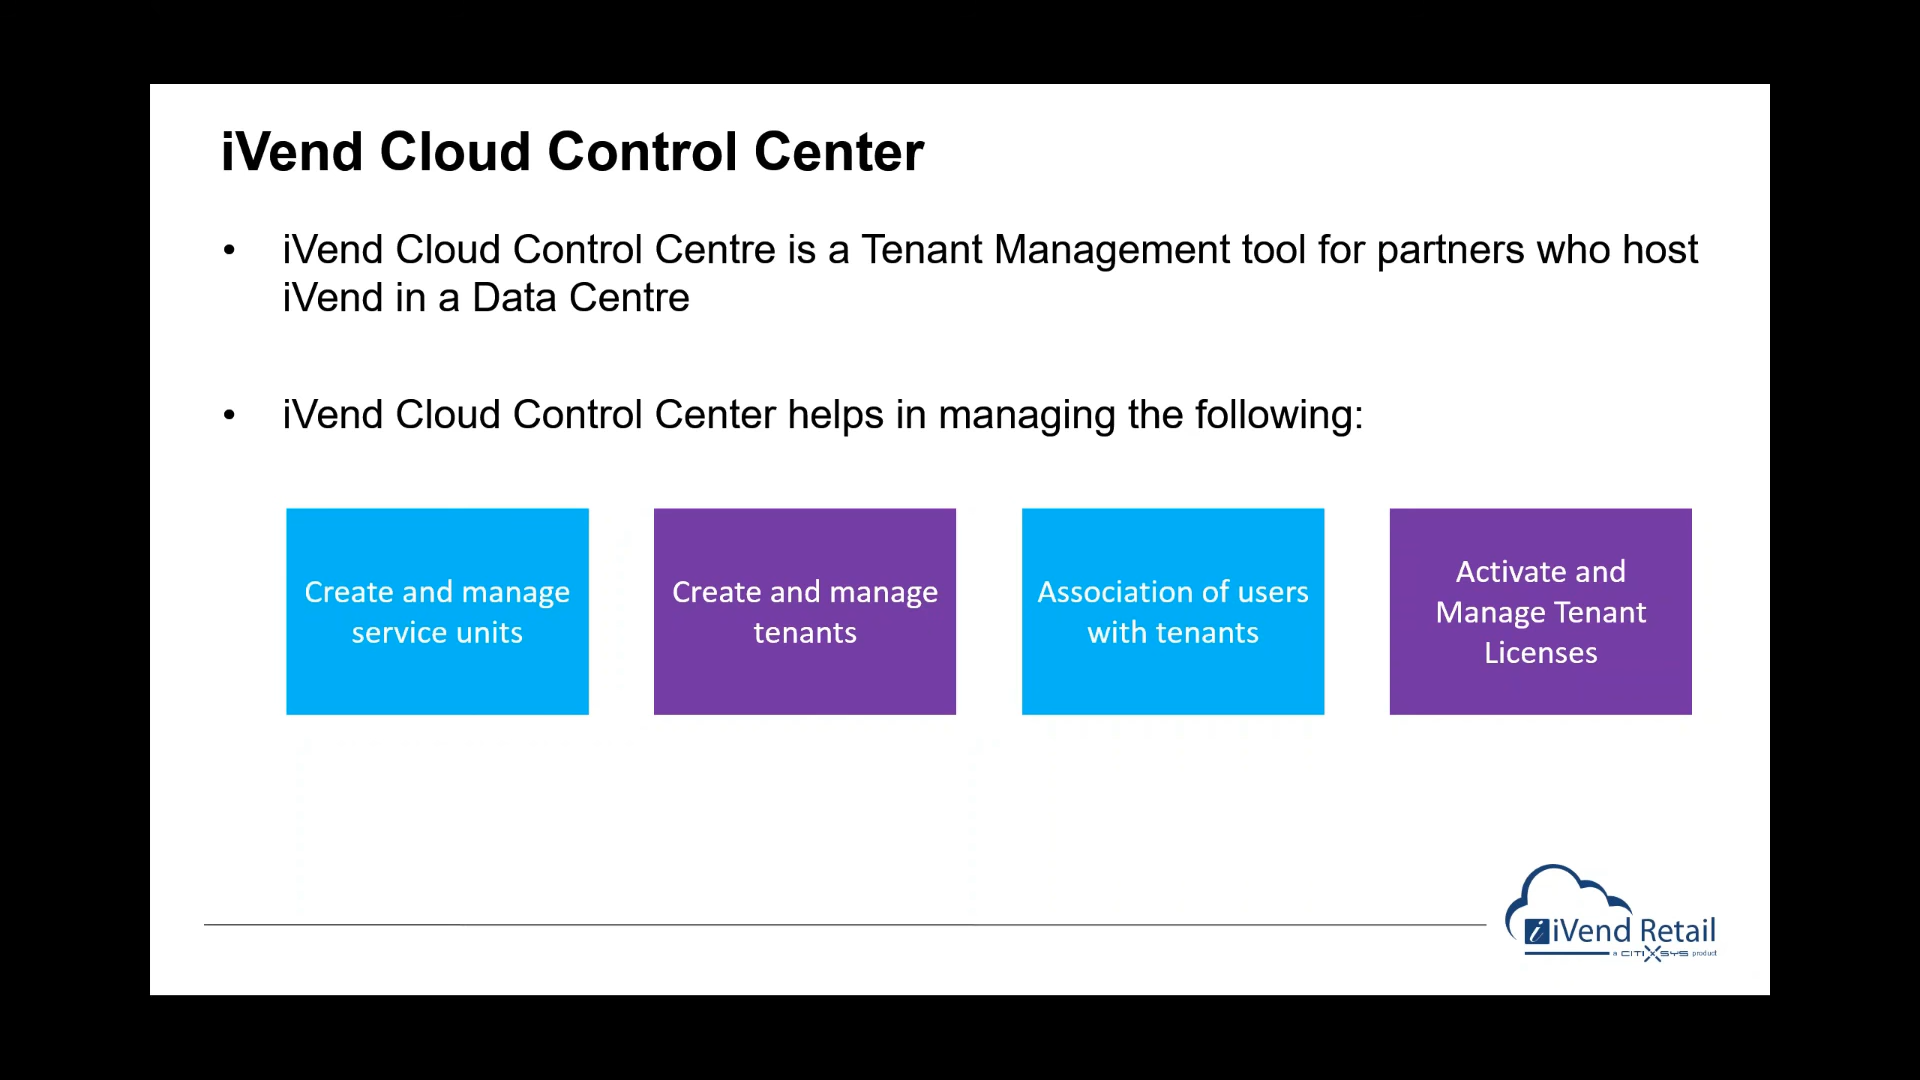 iVend Cloud Control Center
• iVend Cloud Control Centre is a Tenant Management tool for partners who host
iVend in a Data Centre
• iVend Cloud Control Center helps in managing the following:
Create and manage
service units
Create and manage
tenants
Association of users
with tenants
Activate and
Manage Tenant
Licenses
i iVend Retail
a CITIXSYS product